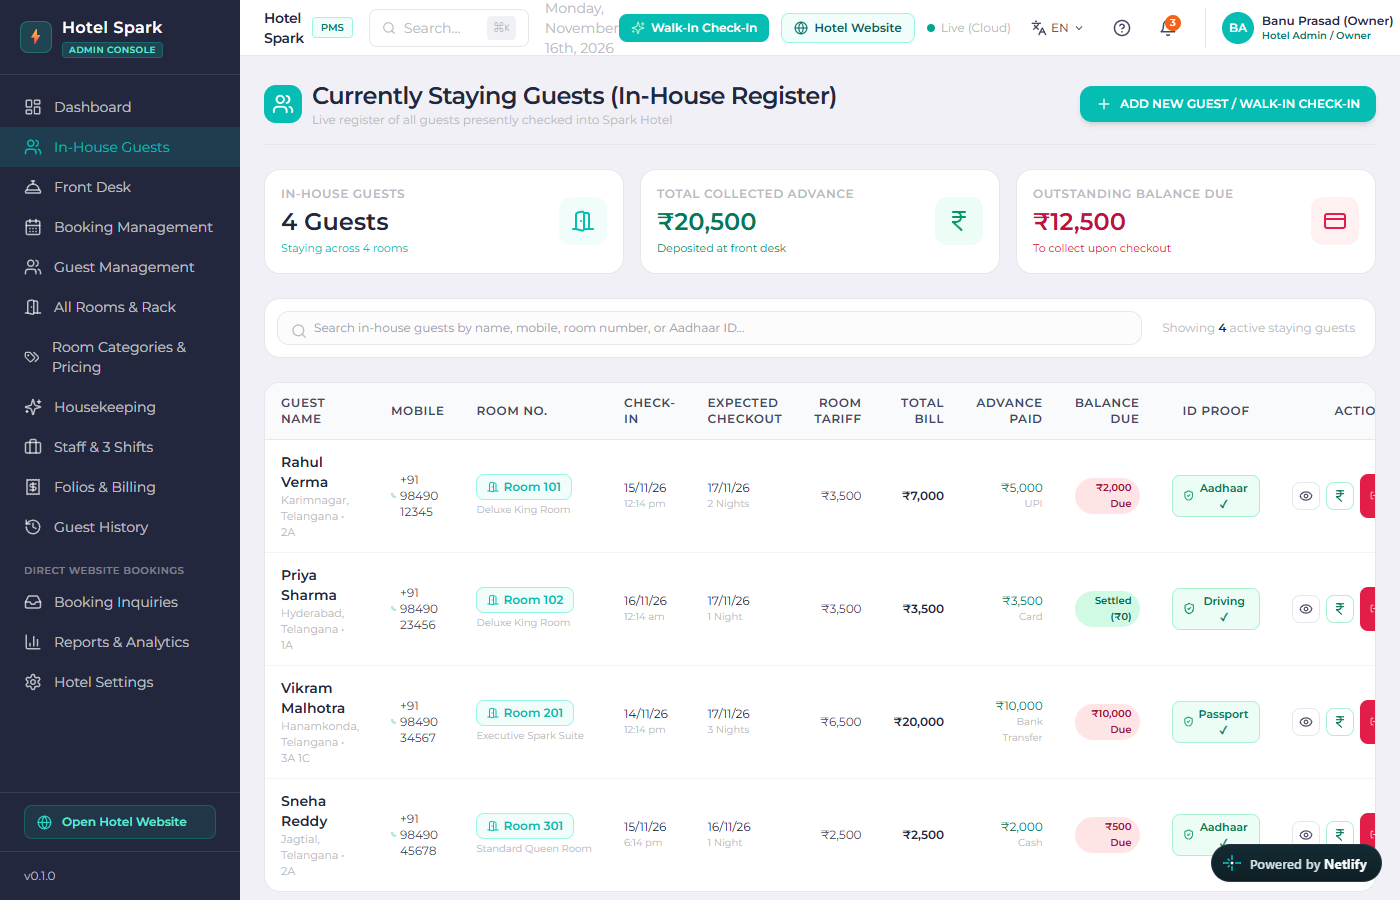 Hotel Spark
ADMIN CONSOLE
Dashboard
In-House Guests
Front Desk
Booking Management
Guest Management
All Rooms & Rack
Room Categories &
Pricing
Housekeeping
Staff & 3 Shifts
Folios & Billing
Guest History
DIRECT WEBSITE BOOKINGS
Booking Inquiries
Reports & Analytics
Hotel Settings
Open Hotel Website
v0.1.0
Hotel
Spark
PMS
Search...
⌘K
Monday,
November
16th, 2026
Walk-In Check-In
Hotel Website
Live (Cloud)
EN
3
BA
Banu Prasad (Owner)
Hotel Admin / Owner
Currently Staying Guests (In-House Register)
Live register of all guests presently checked into Spark Hotel
ADD NEW GUEST / WALK-IN CHECK-IN
IN-HOUSE GUESTS
4 Guests
Staying across 4 rooms
TOTAL COLLECTED ADVANCE
₹20,500
Deposited at front desk
₹
OUTSTANDING BALANCE DUE
₹12,500
To collect upon checkout
Search in-house guests by name, mobile, room number, or Aadhaar ID...
Showing 4 active staying guests
GUEST
NAME
MOBILE
ROOM NO.
CHECK-
IN
EXPECTED
CHECKOUT
ROOM
TARIFF
TOTAL
BILL
ADVANCE
PAID
BALANCE
DUE
ID PROOF
ACTIO
Rahul
Verma
Karimnagar,
Telangana •
2A
+91
98490
12345
Room 101
Deluxe King Room
15/11/26
12:14 pm
17/11/26
2 Nights
₹3,500
₹7,000
₹5,000
UPI
₹2,000
Due
Aadhaar
✓
₹
Priya
Sharma
Hyderabad,
Telangana •
1A
+91
98490
23456
Room 102
Deluxe King Room
16/11/26
12:14 am
17/11/26
1 Night
₹3,500
₹3,500
₹3,500
Card
Settled
(₹0)
Driving
✓
₹
Vikram
Malhotra
Hanamkonda,
Telangana •
3A 1C
+91
98490
34567
Room 201
Executive Spark Suite
14/11/26
12:14 pm
17/11/26
3 Nights
₹6,500
₹20,000
₹10,000
Bank
Transfer
₹10,000
Due
Passport
✓
₹
Sneha
Reddy
Jagtial,
Telangana •
2A
+91
98490
45678
Room 301
Standard Queen Room
15/11/26
6:14 pm
16/11/26
1 Night
₹2,500
₹2,500
₹2,000
Cash
₹500
Due
Aadhaar
✓
₹
Powered by Netlify